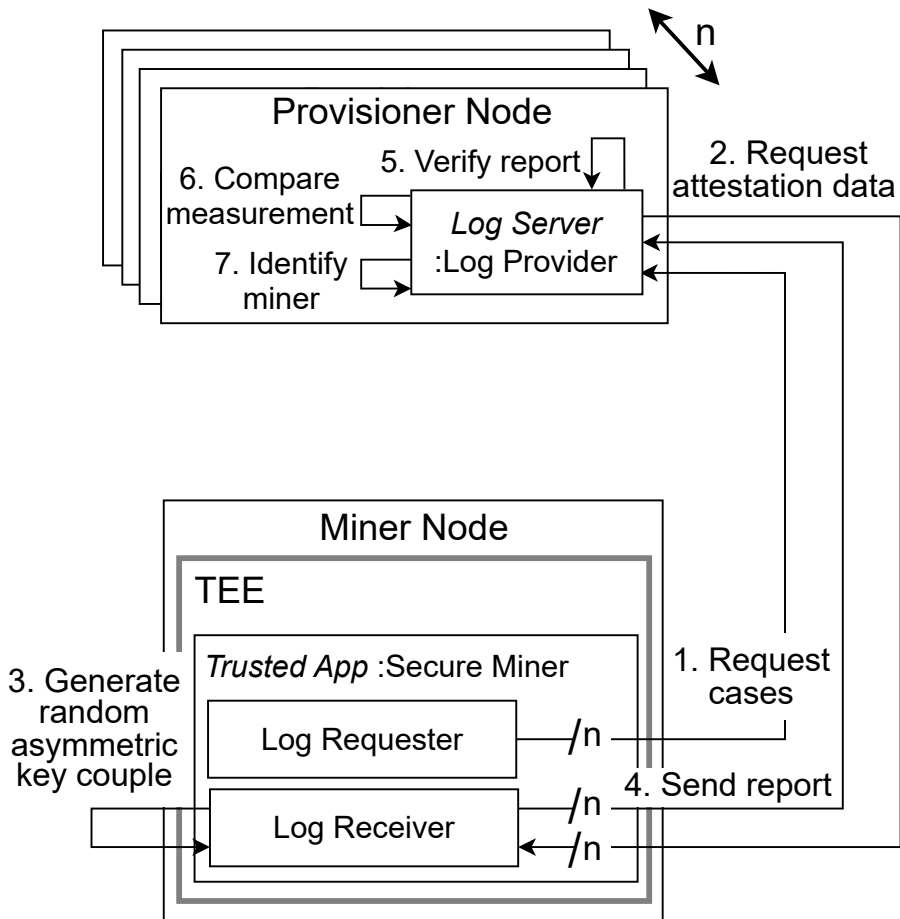 n
Provisioner Node
5. Verify report
2. Request
attestation data
6. Compare
measurement
Log Server
:Log Provider
7. Identify
miner
Miner Node
TEE
Trusted App :Secure Miner
1. Request
cases
3. Generate
random
asymmetric
key couple
Log Requester
/n
4. Send report
Log Receiver
/n
/n